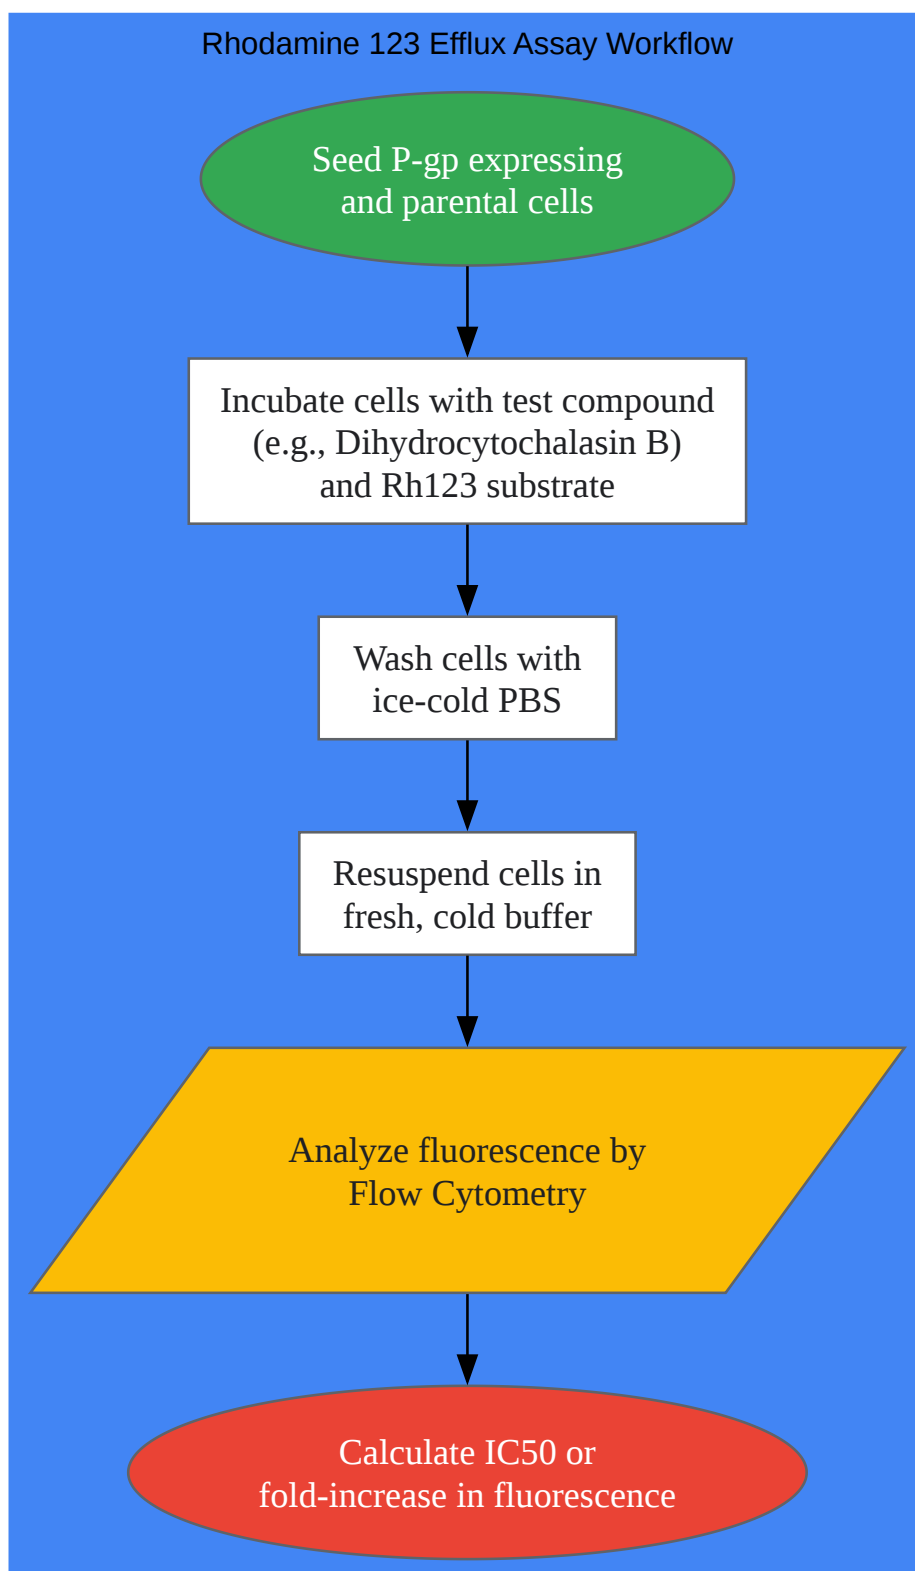 Rhodamine 123 Efflux Assay Workflow
Seed P-gp expressing
and parental cells
Incubate cells with test compound
(e.g., Dihydrocytochalasin B)
and Rh123 substrate
Wash cells with
ice-cold PBS
Resuspend cells in
fresh, cold buffer
Analyze fluorescence by
Flow Cytometry
Calculate IC50 or
fold-increase in fluorescence